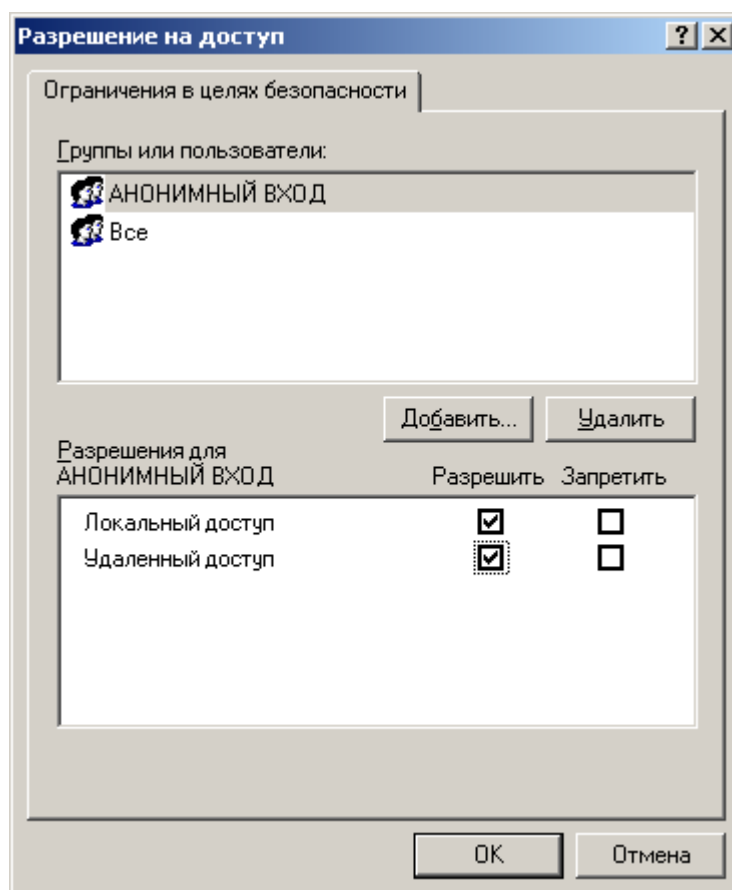 Разрешение на доступ
Ограничения в целях безопасности
Группы или пользователи:
АНОНИМНЫЙ ВХОД
Все
Добавить... Удалить
Разрешения для
АНОНИМНЫЙ ВХОД Разрешить Запретить
Локальный доступ
Удаленный доступ
OK Отмена